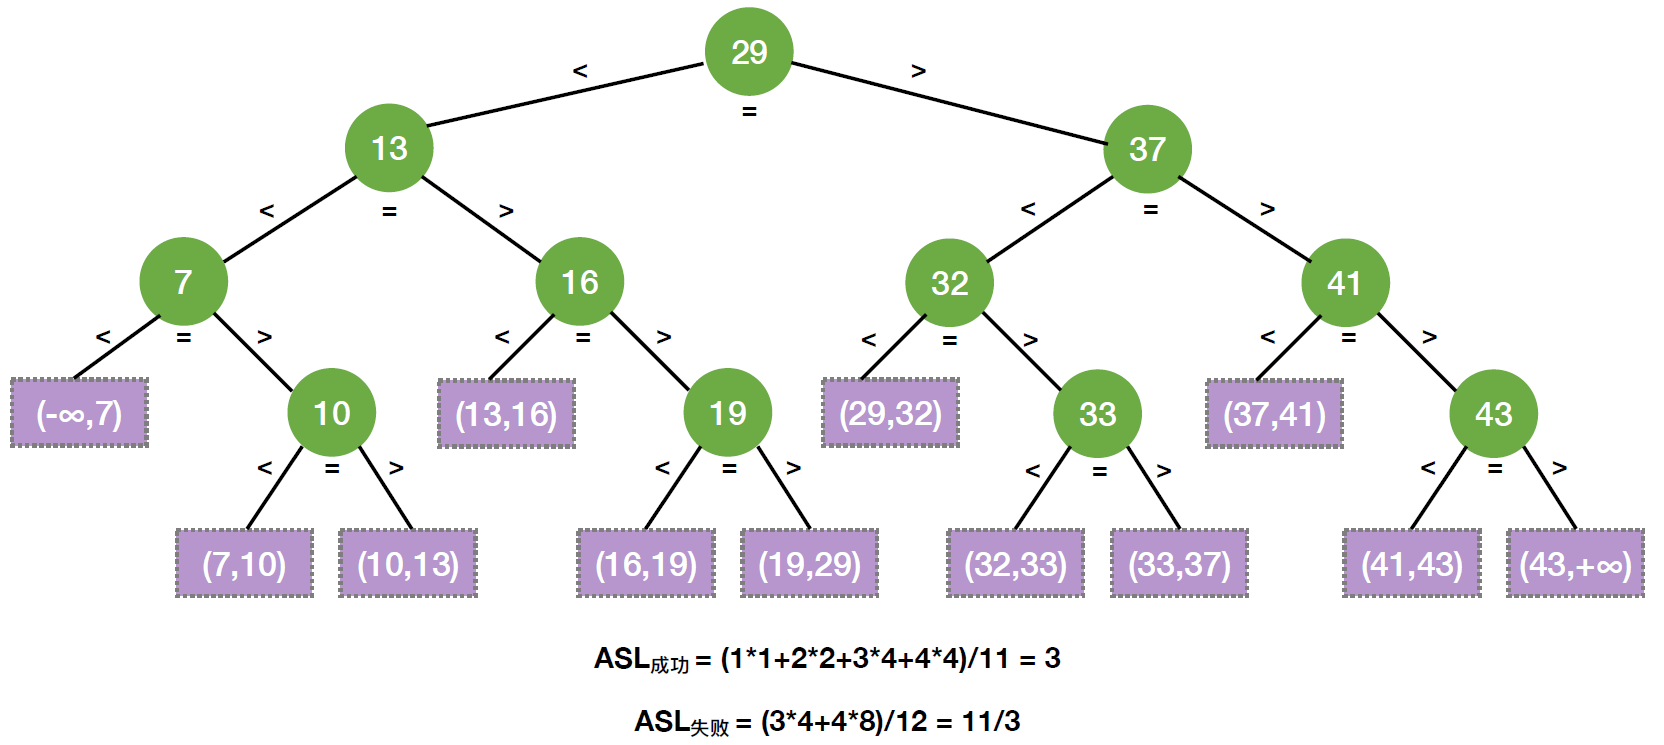 29
< >
=
13 37
< = > < = >
7 16 32 41
< = > < = > < = > < = >
(-∞,7) 10 (13,16) 19 (29,32) 33 (37,41) 43
< = > < = > < = > < = >
(7,10) (10,13) (16,19) (19,29) (32,33) (33,37) (41,43) (43,+∞)
ASL成功 = (1*1+2*2+3*4+4*4)/11 = 3
ASL失败 = (3*4+4*8)/12 = 11/3